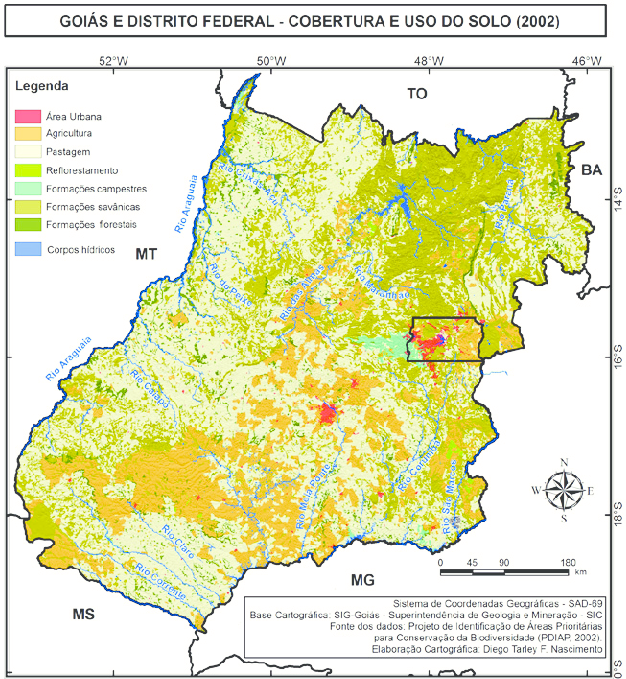 GOIÁS E DISTRITO FEDERAL - COBERTURA E USO DO SOLO (2002)
52°W
50°W
48°W
46°W
Legenda
Área Urbana
Agricultura
Pastagem
Reflorestamento
Formações campestres
Formações savânicas
Formações forestais
Corpos hídricos
TO
BA
MT
MS
MG
14°S
16°S
18°S
Rio Araguaia
Rio Crixás Açu
Rio Paranã
Rio do Peixe
Rio das Almas
Rio Maranhão
Rio Araguaia
Rio Caiapó
Rio Meia Ponte
Rio Corumbá
Rio São Marcos
Rio Claro
Rio Corrente
N
W
E
S
0 45 90 180
km
Sistema de Coordenadas Geográficas - SAD-69
Base Cartográfica: SIG-Goiás - Superintendência de Geologia e Mineração - SIC
Fonte dos dados: Projeto de Identificação de Áreas Prioritárias
para Conservação da Biodiversidade (PDIAP, 2002).
Elaboração Cartográfica: Diego Tarley F. Nascimento